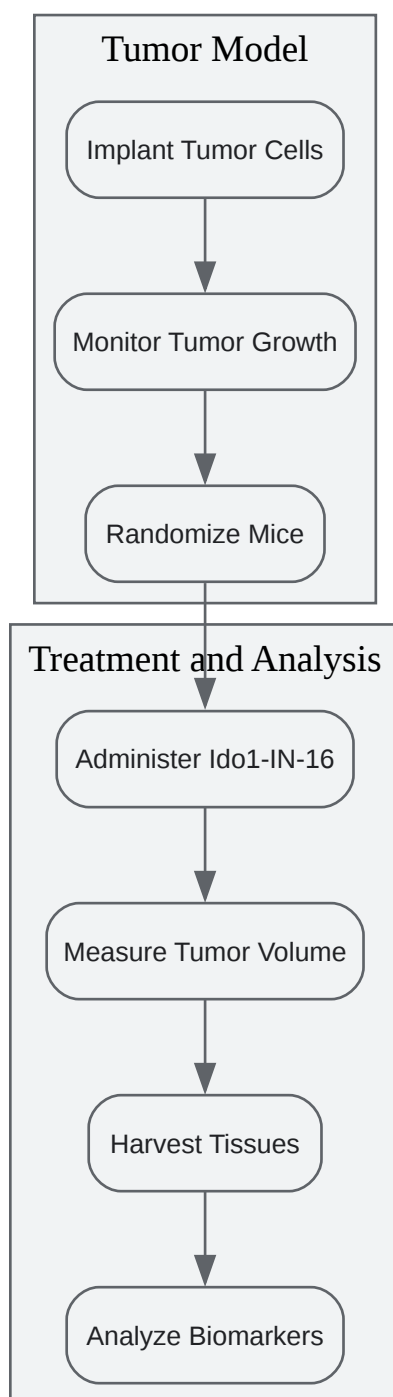 Tumor Model
Implant Tumor Cells
Monitor Tumor Growth
Randomize Mice
Treatment and Analysis
Administer Ido1-IN-16
Measure Tumor Volume
Harvest Tissues
Analyze Biomarkers